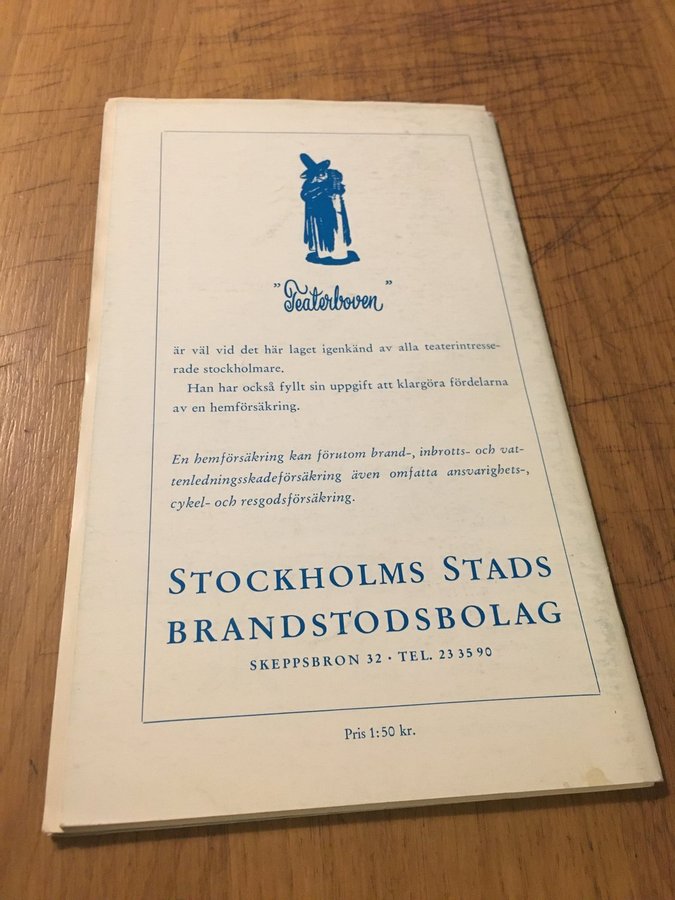 "Teaterboven"
är väl vid det här laget igenkänd av alla teaterintresse-
rade stockholmare.
Han har också fyllt sin uppgift att klargöra fördelarna
av en hemförsäkring.
En hemförsäkring kan förutom brand-, inbrotts- och vat-
tenledningsskadeförsäkring även omfatta ansvarighets-,
cykel- och resgodsförsäkring.
STOCKHOLMS STADS
BRANDSTODSBOLAG
SKEPPSBRON 32 · TEL. 23 35 90
Pris 1:50 kr.